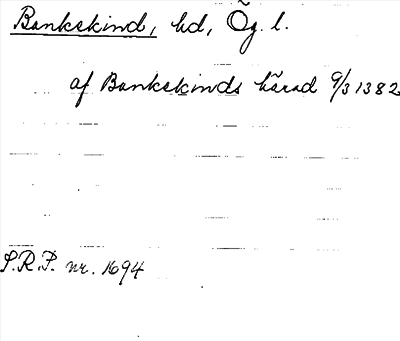 Bankekind, hd, Ög. l.
af Bankekinds härad 9/3 1382
S.R.P. nr. 1694